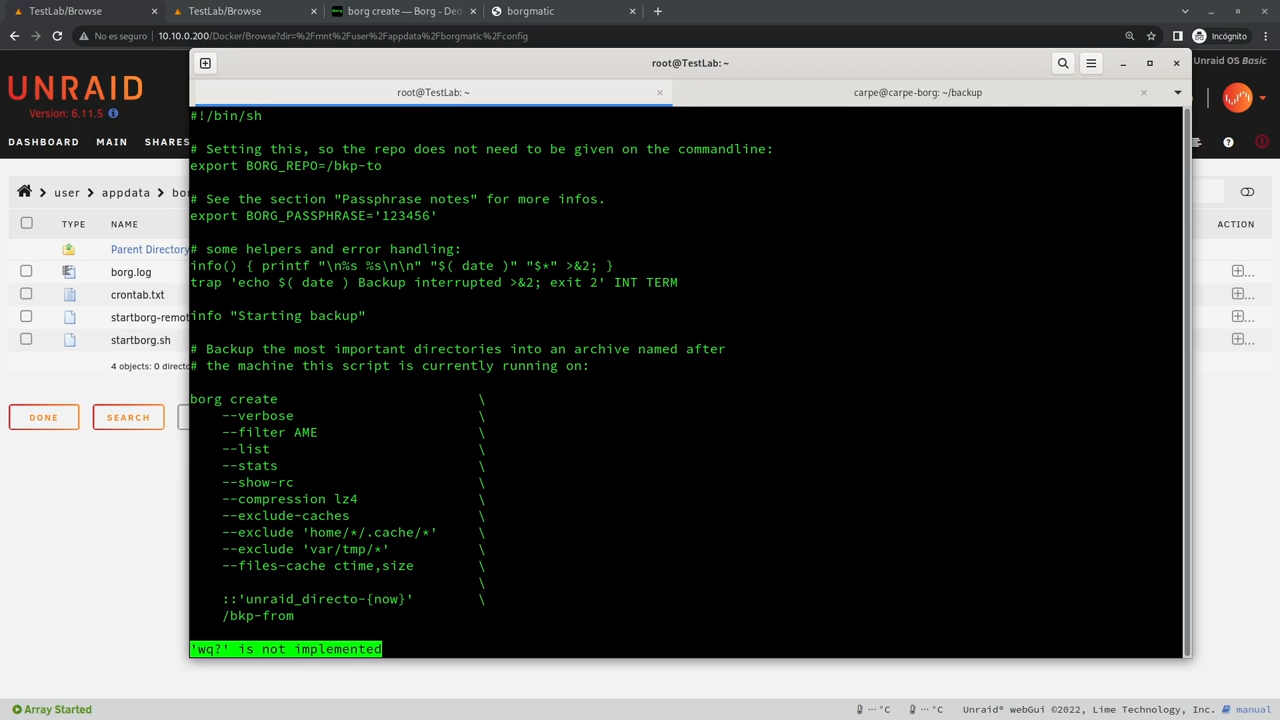 TestLab/Browse
TestLab/Browse
borg create — Borg - Ded
borgmatic
No es seguro
10.10.0.200/Docker/Browse?dir=%2Fmnt%2Fuser%2Fappdata%2Fborgmatic%2Fconfig
Incógnito
UNRAID
Version: 6.11.5
Unraid OS Basic
DASHBOARD MAIN SHARES
user appdata bo
TYPE NAME ACTION
Parent Directory
borg.log
crontab.txt
startborg-remot
startborg.sh
4 objects: 0 directo
DONE SEARCH
root@TestLab: ~
root@TestLab: ~
carpe@carpe-borg: ~/backup
#!/bin/sh
# Setting this, so the repo does not need to be given on the commandline:
export BORG_REPO=/bkp-to
# See the section "Passphrase notes" for more infos.
export BORG_PASSPHRASE='123456'
# some helpers and error handling:
info() { printf "\n%s %s\n\n" "$( date )" "$*" >&2; }
trap 'echo $( date ) Backup interrupted >&2; exit 2' INT TERM
info "Starting backup"
# Backup the most important directories into an archive named after
# the machine this script is currently running on:
borg create \
--verbose \
--filter AME \
--list \
--stats \
--show-rc \
--compression lz4 \
--exclude-caches \
--exclude 'home/*/.cache/*' \
--exclude 'var/tmp/*' \
--files-cache ctime,size \
\
::'unraid_directo-{now}' \
/bkp-from
'wq?' is not implemented
Array Started
··· °C
··· °C
Unraid® webGui ©2022, Lime Technology, Inc.
manual